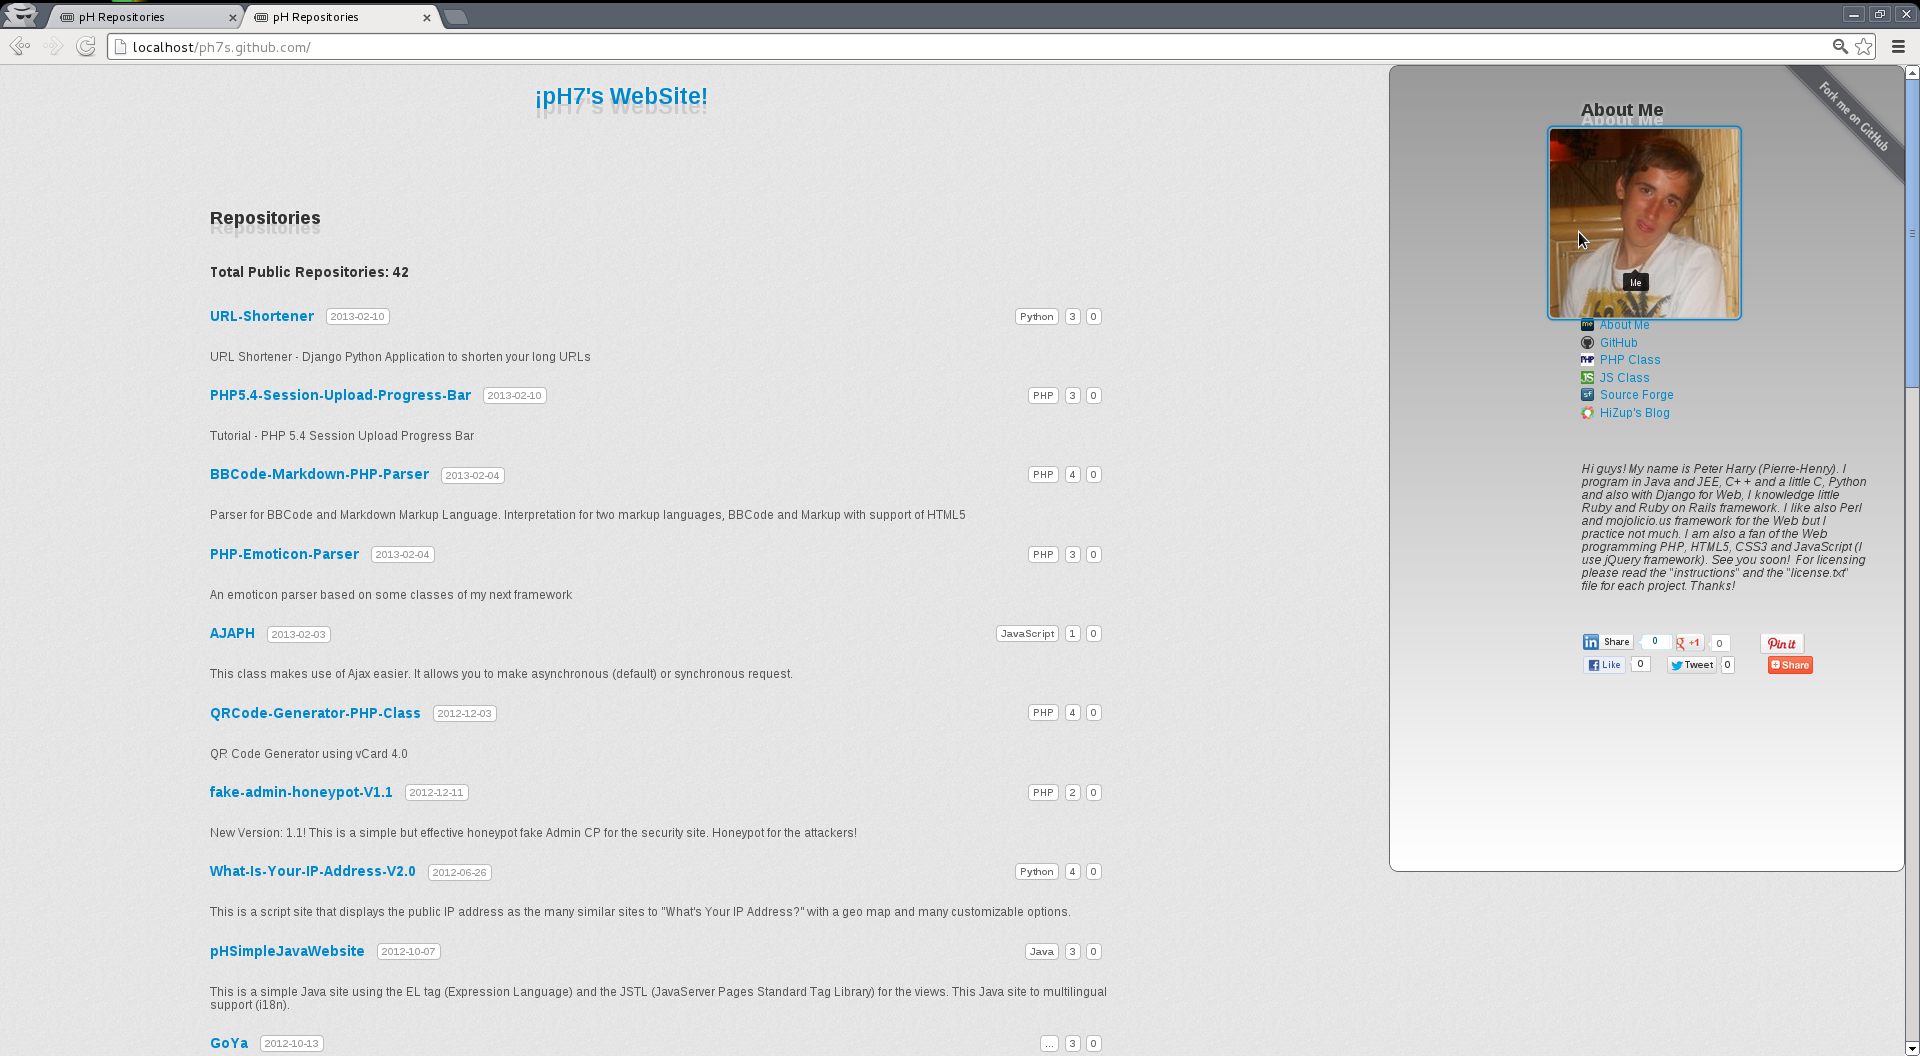 pH Repositories
pH Repositories
localhost/ph7s.github.com/
¡pH7's WebSite!
Repositories
Total Public Repositories: 42
URL-Shortener 2013-02-10 Python 3 0
URL Shortener - Django Python Application to shorten your long URLs
PHP5.4-Session-Upload-Progress-Bar 2013-02-10 PHP 3 0
Tutorial - PHP 5.4 Session Upload Progress Bar
BBCode-Markdown-PHP-Parser 2013-02-04 PHP 4 0
Parser for BBCode and Markdown Markup Language. Interpretation for two markup languages, BBCode and Markup with support of HTML5
PHP-Emoticon-Parser 2013-02-04 PHP 3 0
An emoticon parser based on some classes of my next framework
AJAPH 2013-02-03 JavaScript 1 0
This class makes use of Ajax easier. It allows you to make asynchronous (default) or synchronous request.
QRCode-Generator-PHP-Class 2012-12-03 PHP 4 0
QR Code Generator using vCard 4.0
fake-admin-honeypot-V1.1 2012-12-11 PHP 2 0
New Version: 1.1! This is a simple but effective honeypot fake Admin CP for the security site. Honeypot for the attackers!
What-Is-Your-IP-Address-V2.0 2012-06-26 Python 4 0
This is a script site that displays the public IP address as the many similar sites to "What's Your IP Address?" with a geo map and many customizable options.
pHSimpleJavaWebsite 2012-10-07 Java 3 0
This is a simple Java site using the EL tag (Expression Language) and the JSTL (JavaServer Pages Standard Tag Library) for the views. This Java site to multilingual
support (i18n).
GoYa 2012-10-13 ... 3 0
Fork me on GitHub
About Me
Me
me About Me
GitHub
PHP PHP Class
JS JS Class
sf Source Forge
HiZup's Blog
Hi guys! My name is Peter Harry (Pierre-Henry). I
program in Java and JEE, C++ and a little C, Python
and also with Django for Web, I knowledge little
Ruby and Ruby on Rails framework. I like also Perl
and mojolicio.us framework for the Web but I
practice not much. I am also a fan of the Web
programming PHP, HTML5, CSS3 and JavaScript (I
use jQuery framework). See you soon! For licensing
please read the "instructions" and the "license.txt"
file for each project. Thanks!
in Share 0 g +1 0 Pin it
f Like 0 Tweet 0 Share